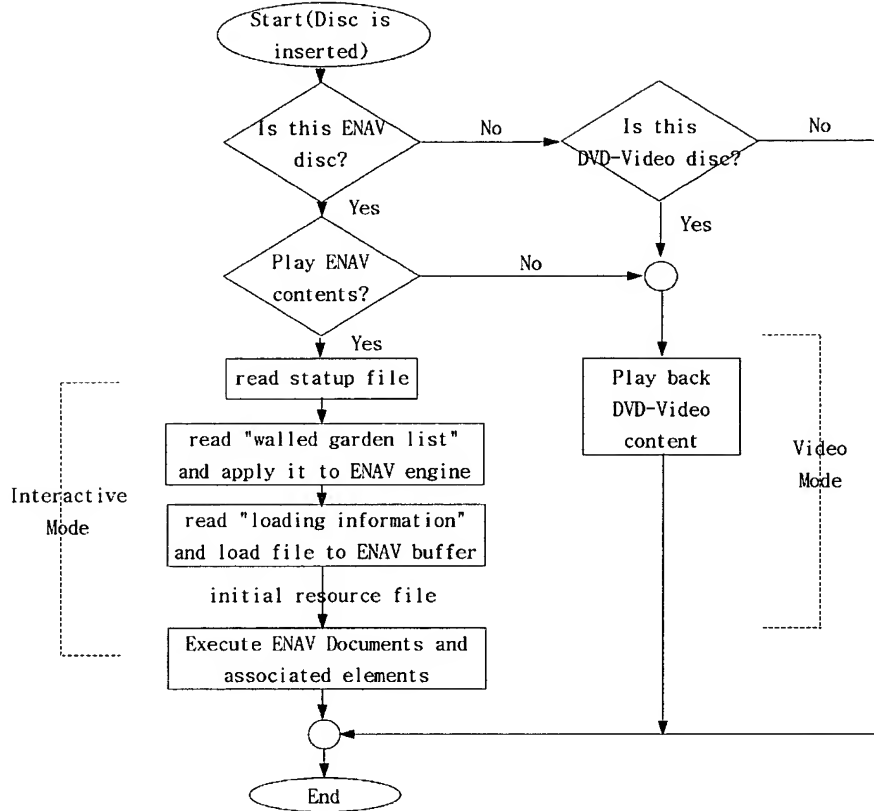 Start(Disc is
inserted)
Is this ENAV
disc?
No
Is this
DVD-Video disc?
No
Yes
Yes
Play ENAV
contents?
No
Yes
read statup file
Play back
DVD-Video
content
read "walled garden list"
and apply it to ENAV engine
Video
Mode
Interactive
Mode
read "loading information"
and load file to ENAV buffer
initial resource file
Execute ENAV Documents and
associated elements
End